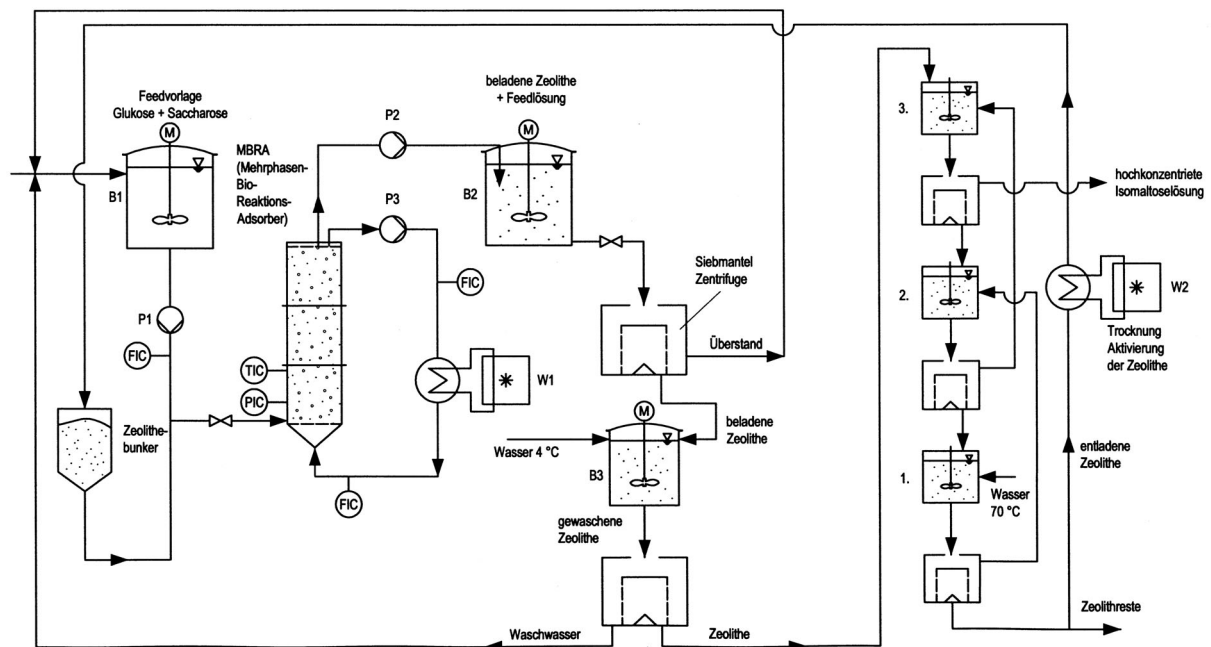 Feedvorlage
Glukose + Saccharose
M
B1
MBRA
(Mehrphasen-
Bio-
Reaktions-
Adsorber)
P1
FIC
TIC
PIC
Zeolithe-
bunker
FIC
P2
P3
FIC
W1
beladene Zeolithe
+ Feedlösung
M
B2
Siebmantel
Zentrifuge
Überstand
beladene
Zeolithe
M
Wasser 4 °C
B3
gewaschene
Zeolithe
Waschwasser
Zeolithe
3.
hochkonzentriete
Isomaltoselösung
2.
W2
Trocknung
Aktivierung
der Zeolithe
1.
Wasser
70 °C
entladene
Zeolithe
Zeolithreste